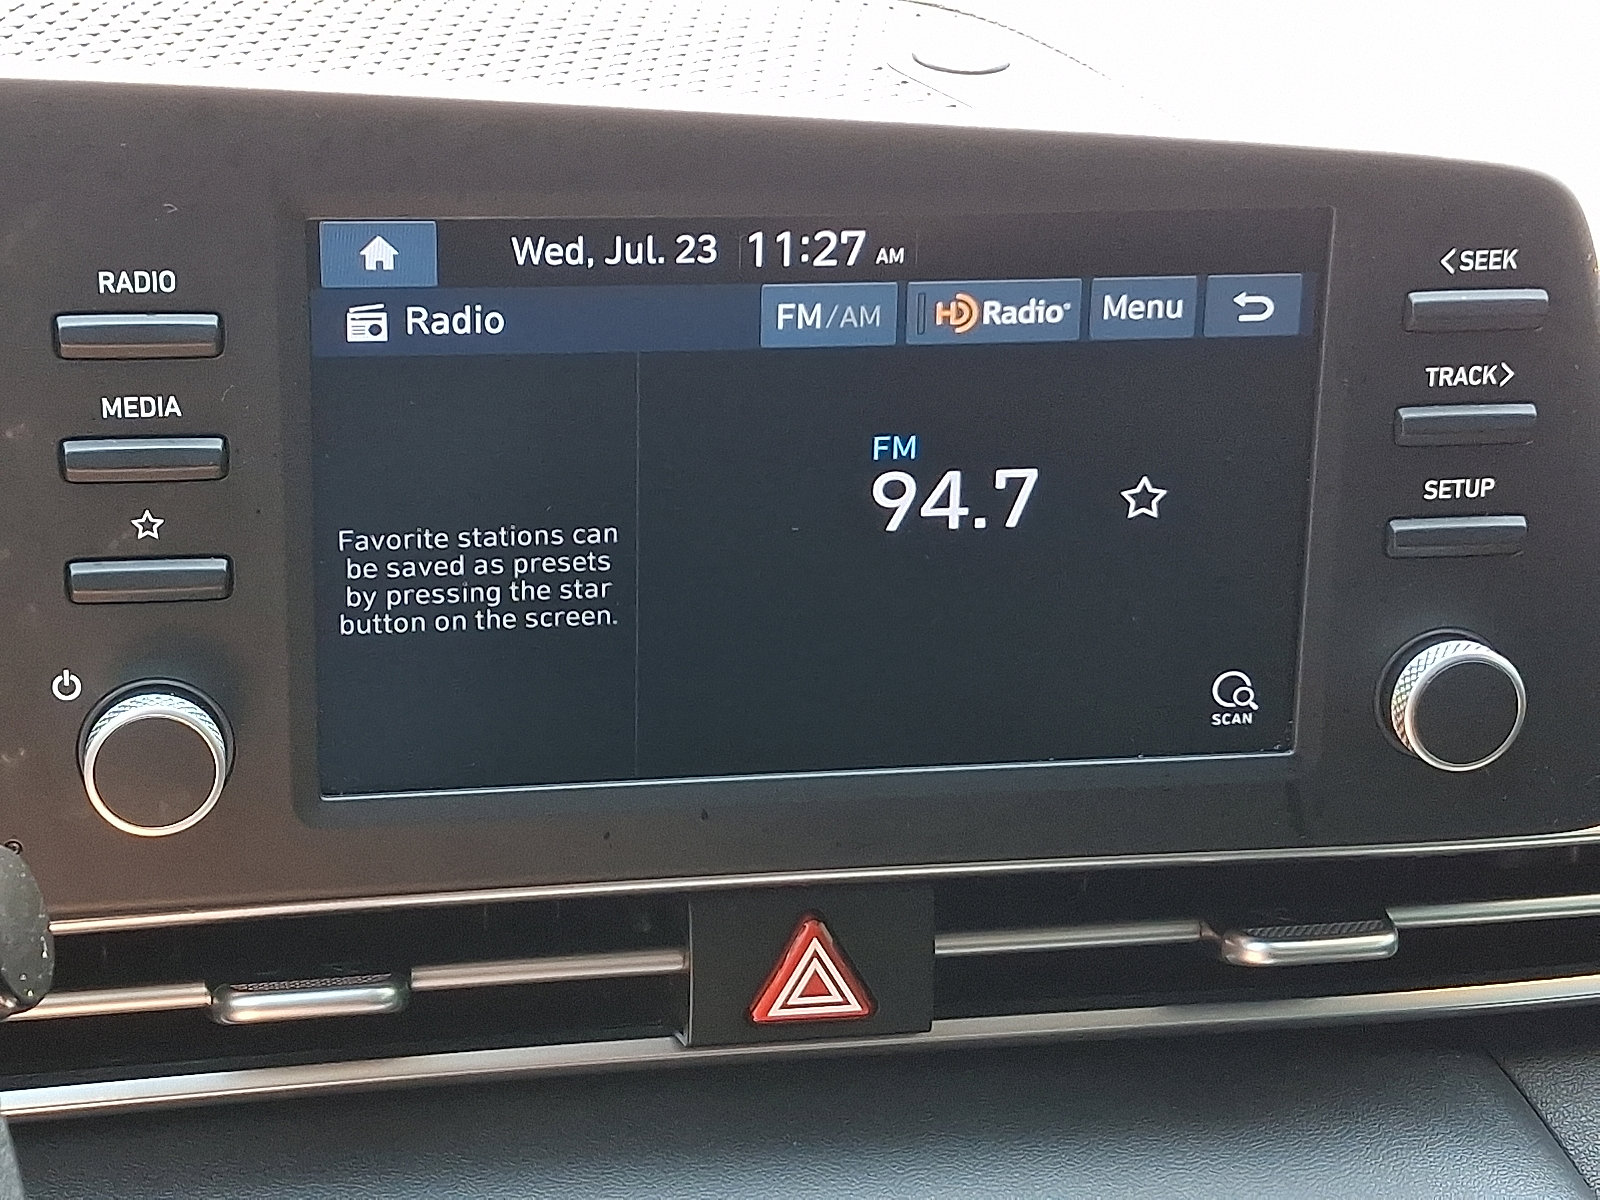 Wed, Jul. 23 11:27 AM
RADIO
<SEEK
Radio FM/AM HD Radio® Menu
MEDIA
TRACK>
FM
94.7
SETUP
Favorite stations can
be saved as presets
by pressing the star
button on the screen.
SCAN